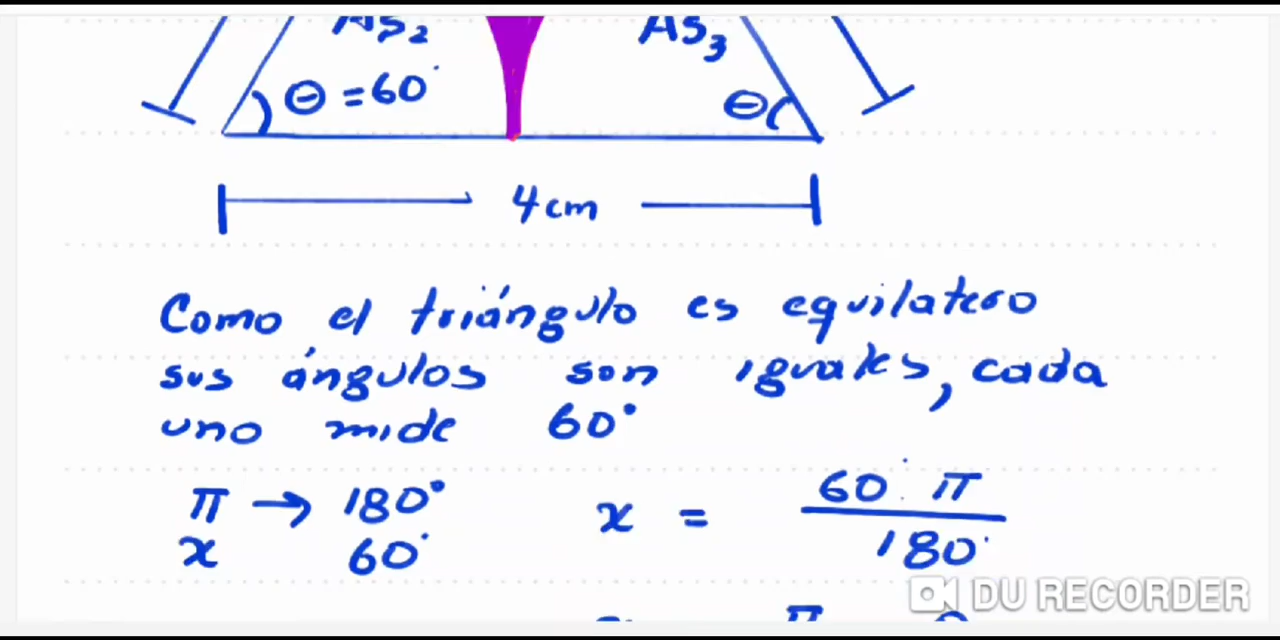 As₂ As₃
θ = 60° θ
4cm
Como el triángulo es equilatero
sus ángulos son iguales, cada
uno mide 60°
π → 180° x = 60° π / 180°
x 60°
DU RECORDER